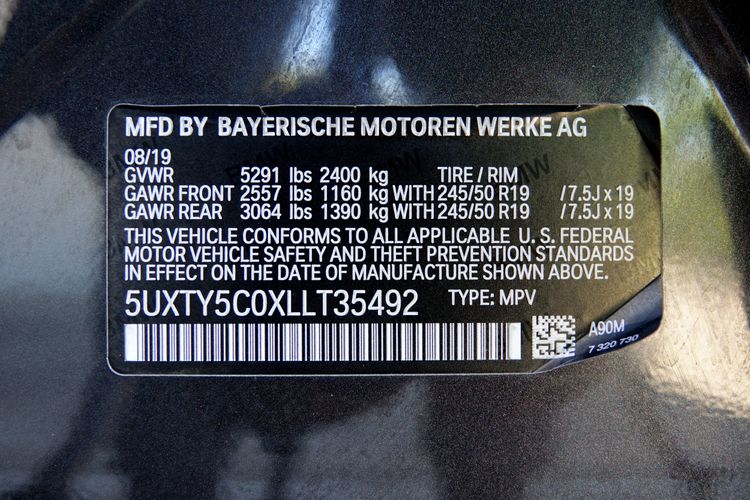 MFD BY BAYERISCHE MOTOREN WERKE AG
08/19
GVWR 5291 lbs 2400 kg TIRE / RIM
GAWR FRONT 2557 lbs 1160 kg WITH 245/50 R19 / 7.5J x 19
GAWR REAR 3064 lbs 1390 kg WITH 245/50 R19 / 7.5J x 19
THIS VEHICLE CONFORMS TO ALL APPLICABLE U. S. FEDERAL
MOTOR VEHICLE SAFETY AND THEFT PREVENTION STANDARDS
IN EFFECT ON THE DATE OF MANUFACTURE SHOWN ABOVE.
5UXTY5C0XLLT35492 TYPE: MPV
A90M
7 320 730